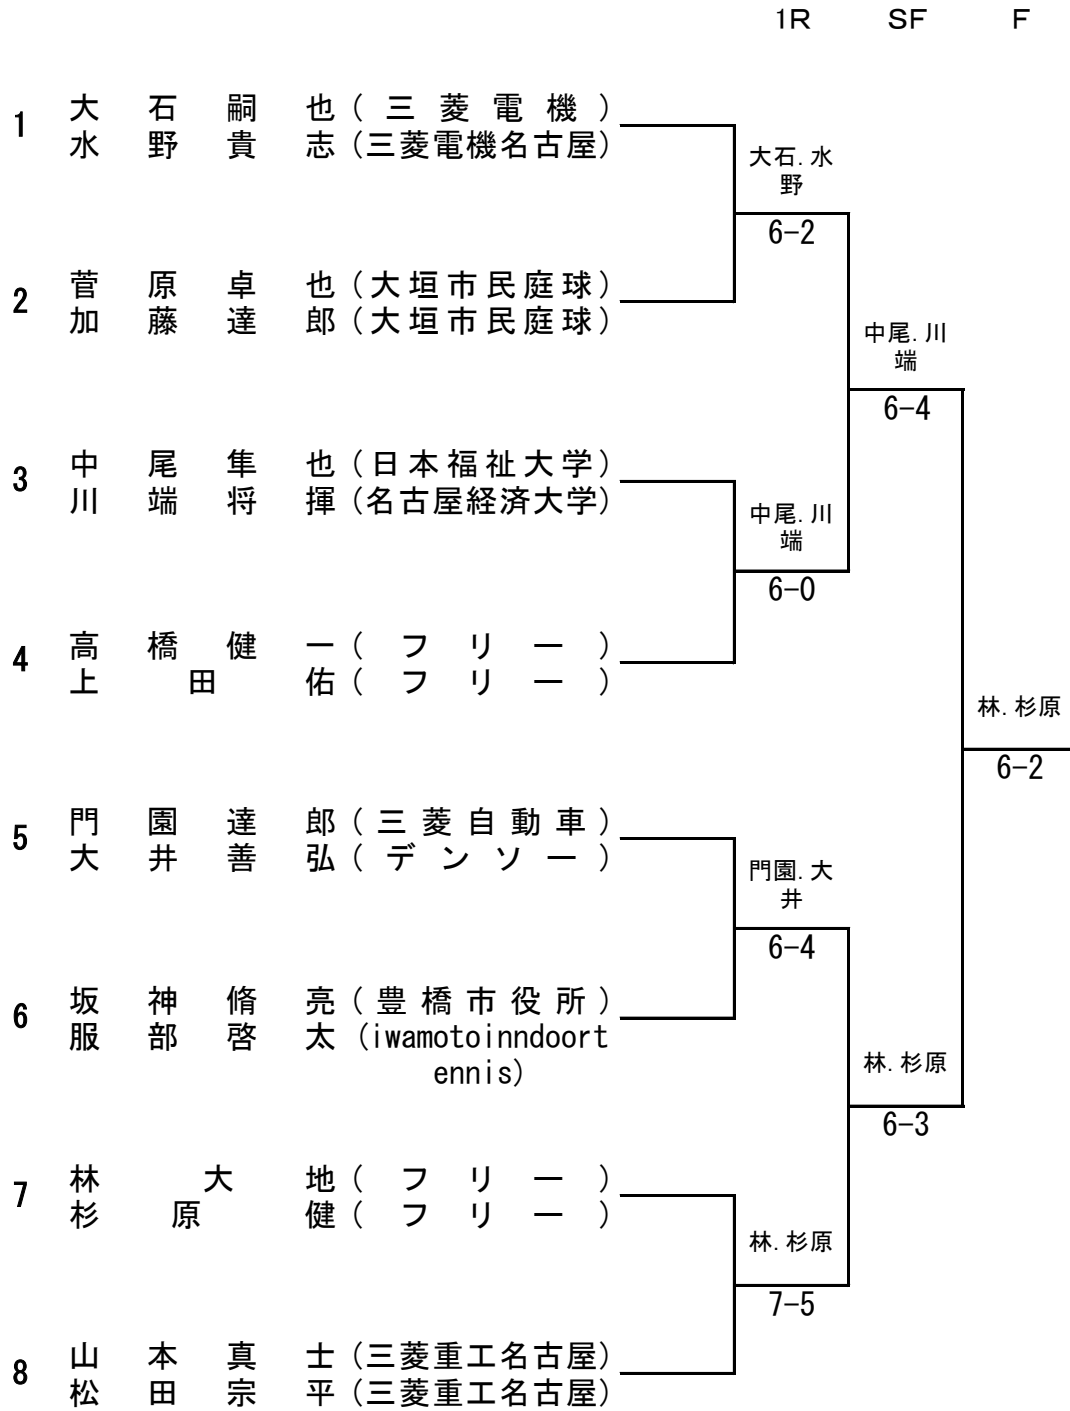 1R SF F
1 大石嗣也(三菱電機)
水野貴志(三菱電機名古屋)
大石.水
野
6-2
2 菅原卓也(大垣市民庭球)
加藤達郎(大垣市民庭球)
中尾.川
端
6-4
3 中尾隼也(日本福祉大学)
川端将揮(名古屋経済大学)
中尾.川
端
6-0
4 高橋健一(フリー)
上田佑(フリー)
林.杉原
6-2
5 門園達郎(三菱自動車)
大井善弘(デンソー)
門園.大
井
6-4
6 坂神脩亮(豊橋市役所)
服部啓太(iwamotoinndoort
ennis)
林.杉原
6-3
7 林大地(フリー)
杉原健(フリー)
林.杉原
7-5
8 山本真士(三菱重工名古屋)
松田宗平(三菱重工名古屋)